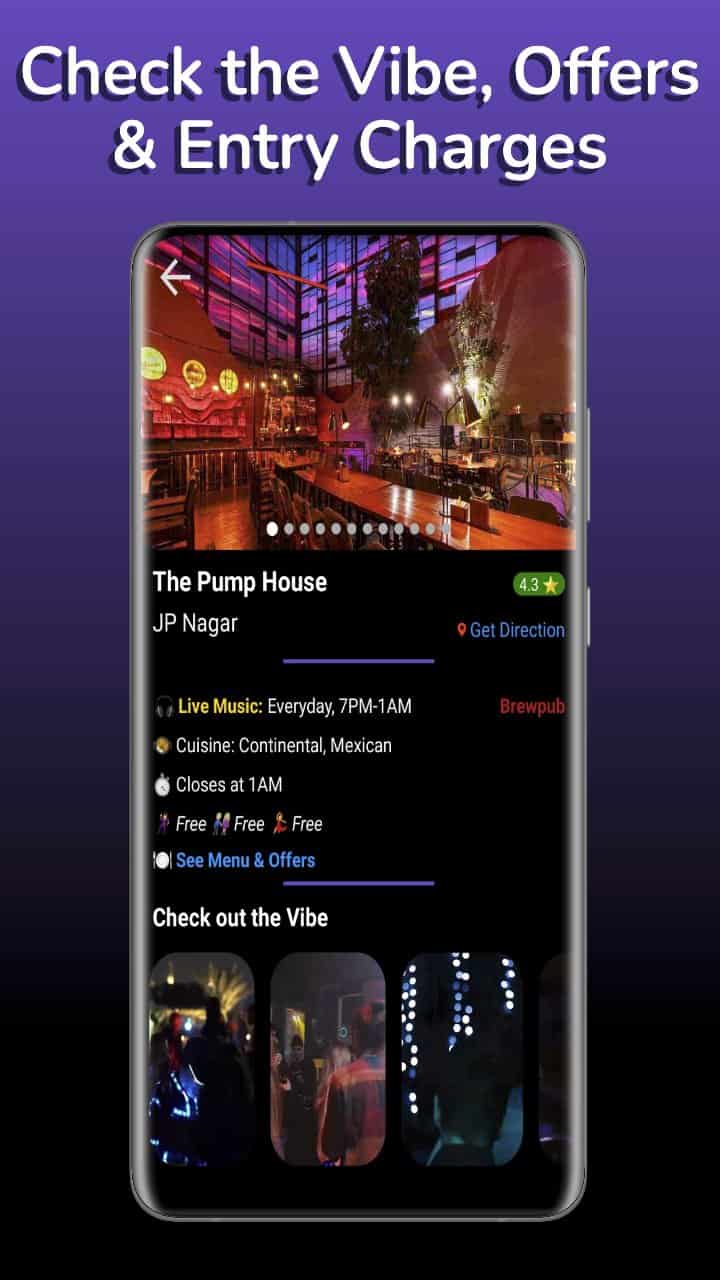 Check the Vibe, Offers
& Entry Charges
The Pump House
4.3
JP Nagar
Get Direction
Live Music: Everyday, 7PM-1AM
Brewpub
Cuisine: Continental, Mexican
Closes at 1AM
Free Free Free
See Menu & Offers
Check out the Vibe